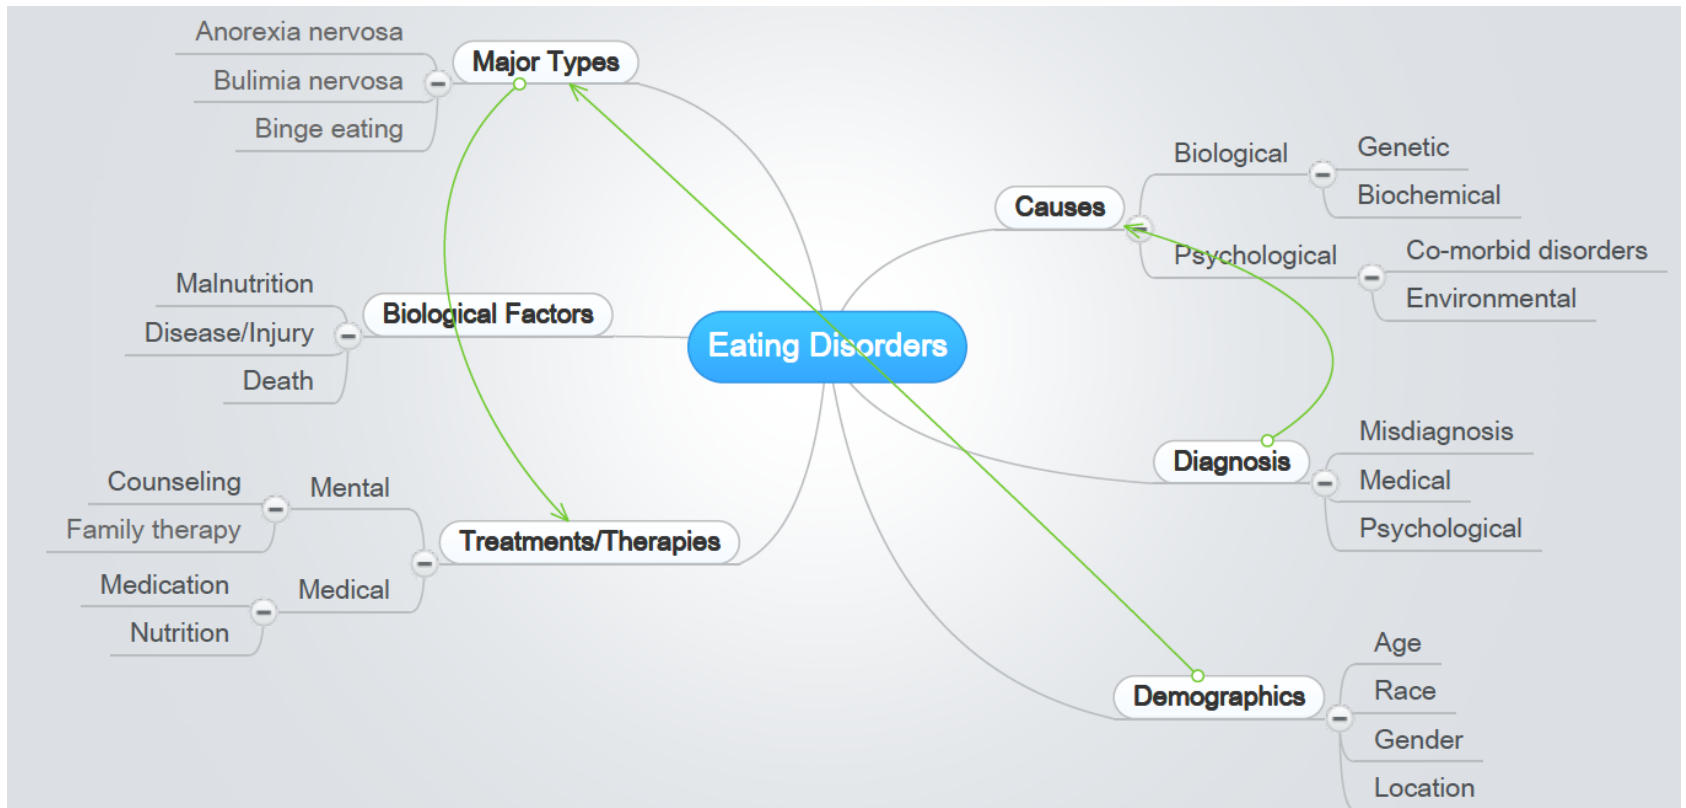 Eating Disorders
Major Types
Anorexia nervosa
Bulimia nervosa
Binge eating
Biological Factors
Malnutrition
Disease/Injury
Death
Treatments/Therapies
Mental
Counseling
Family therapy
Medical
Medication
Nutrition
Causes
Biological
Genetic
Biochemical
Psychological
Co-morbid disorders
Environmental
Diagnosis
Misdiagnosis
Medical
Psychological
Demographics
Age
Race
Gender
Location